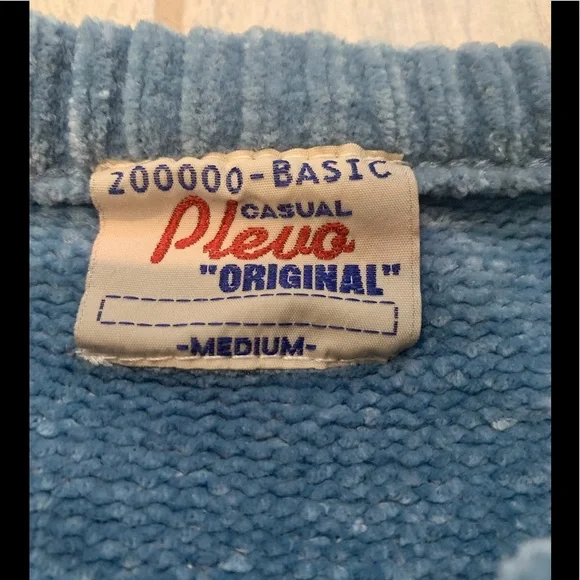 200000-BASIC
CASUAL
Plevo
"ORIGINAL"
-MEDIUM-